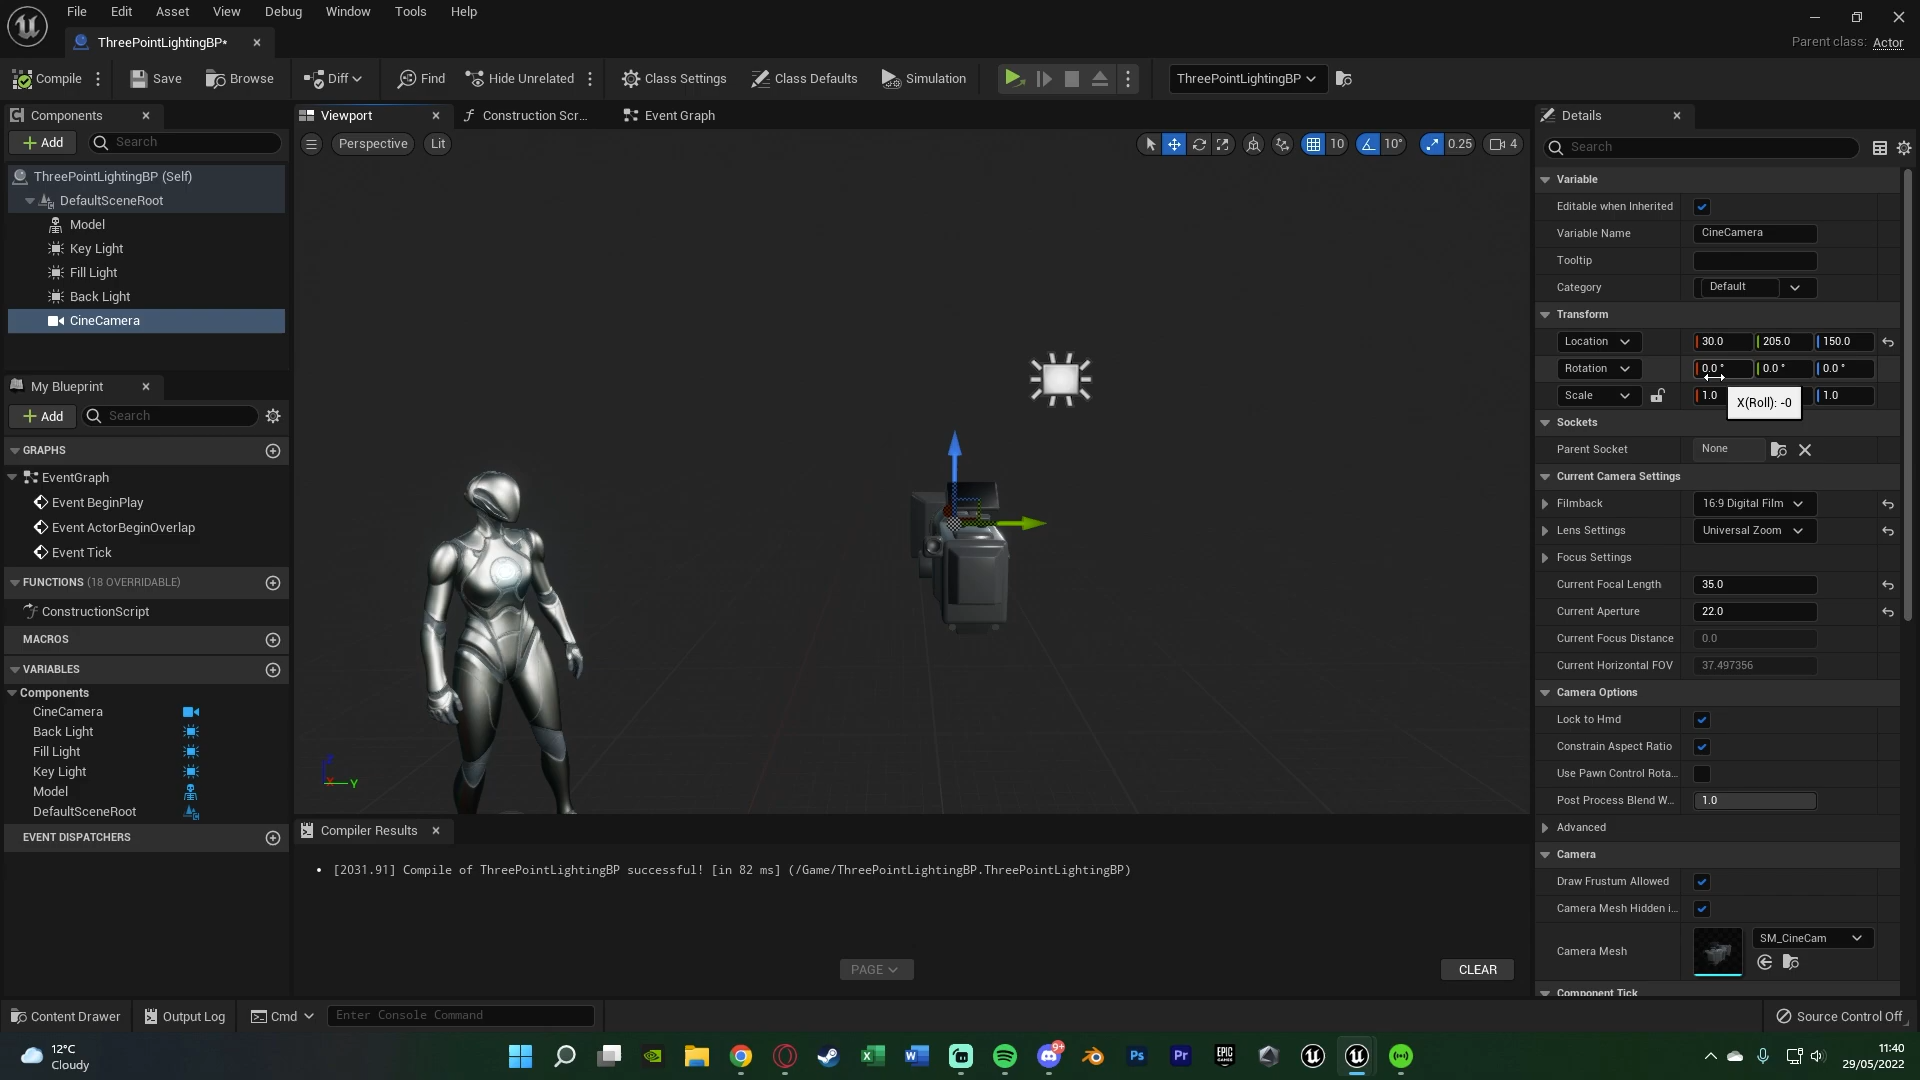 File Edit Asset View Debug Window Tools Help
ThreePointLightingBP*
Parent class: Actor
Compile Save Browse Diff Find Hide Unrelated Class Settings Class Defaults Simulation ThreePointLightingBP
Components
Add Search
ThreePointLightingBP (Self)
DefaultSceneRoot
Model
Key Light
Fill Light
Back Light
CineCamera
My Blueprint
Add Search
GRAPHS
EventGraph
Event BeginPlay
Event ActorBeginOverlap
Event Tick
FUNCTIONS (18 OVERRIDABLE)
ConstructionScript
MACROS
VARIABLES
Components
CineCamera
Back Light
Fill Light
Key Light
Model
DefaultSceneRoot
EVENT DISPATCHERS
Viewport Construction Scr... Event Graph
Perspective Lit 10 10° 0.25 4
Z
X Y
Compiler Results
• [2031.91] Compile of ThreePointLightingBP successful! [in 82 ms] (/Game/ThreePointLightingBP.ThreePointLightingBP)
PAGE CLEAR
Details
Search
Variable
Editable when Inherited
Variable Name CineCamera
Tooltip
Category Default
Transform
Location 30.0 205.0 150.0
Rotation 0.0 ° 0.0 ° 0.0 °
Scale 1.0 1.0
X(Roll): -0
Sockets
Parent Socket None
Current Camera Settings
Filmback 16:9 Digital Film
Lens Settings Universal Zoom
Focus Settings
Current Focal Length 35.0
Current Aperture 22.0
Current Focus Distance 0.0
Current Horizontal FOV 37.497356
Camera Options
Lock to Hmd
Constrain Aspect Ratio
Use Pawn Control Rota...
Post Process Blend W... 1.0
Advanced
Camera
Draw Frustum Allowed
Camera Mesh Hidden i...
Camera Mesh SM_CineCam
Component Tick
Content Drawer Output Log Cmd Enter Console Command Source Control Off
12°C
Cloudy
9+
Ps Pr EPIC GAMES
11:40
29/05/2022